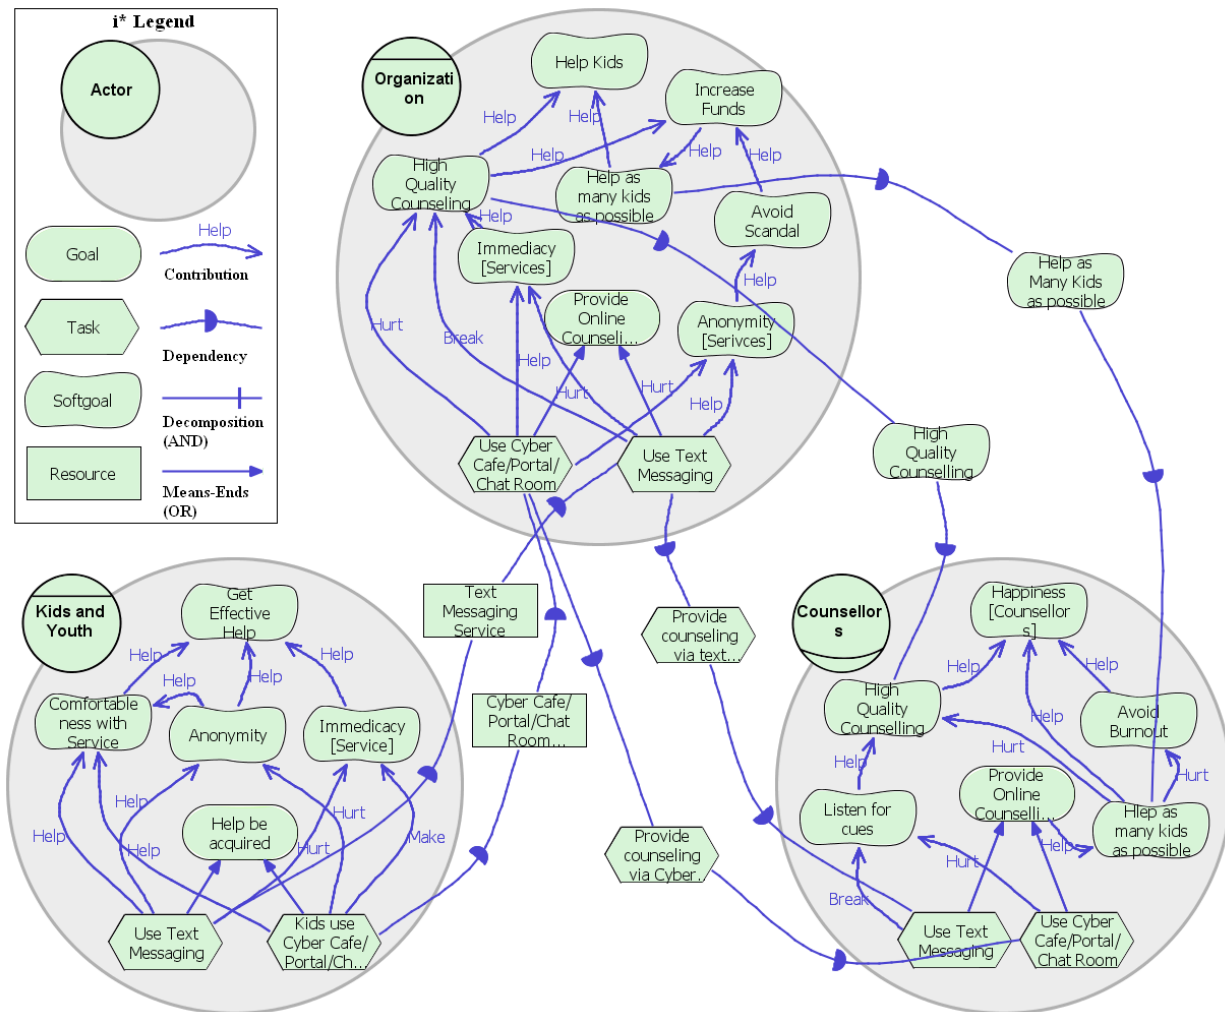 i* Legend
Actor
Goal
Help
Contribution
Task
Dependency
Softgoal
Decomposition
(AND)
Resource
Means-Ends
(OR)
Organizati
on
Help Kids
Increase
Funds
Help
Help
Help
Help
Help
High
Quality
Counseling
Help as
many kids
as possible
Avoid
Scandal
Help
Immediacy
[Services]
Help
Provide
Online
Counseli...
Anonymity
[Serivces]
Hurt
Break
Help
Hurt
Hurt
Help
Use Cyber
Cafe/Portal/
Chat Room
Use Text
Messaging
Help as
Many Kids
as possible
High
Quality
Counselling
Text
Messaging
Service
Provide
counseling
via text...
Cyber Cafe/
Portal/Chat
Room...
Provide
counseling
via Cyber..
Kids and
Youth
Get
Effective
Help
Help
Help
Help
Help
Comfortable
ness with
Service
Anonymity
Immedicacy
[Service]
Help
Hurt
Help be
acquired
Help
Help
Hurt
Make
Use Text
Messaging
Kids use
Cyber Cafe/
Portal/Ch...
Counsellor
s
Happiness
[Counsellor
s]
Help
Help
Help
High
Quality
Counselling
Avoid
Burnout
Help
Hurt
Hurt
Provide
Online
Counselli...
Listen for
cues
Hlep as
many kids
as possible
Hurt
Help
Break
Use Text
Messaging
Use Cyber
Cafe/Portal/
Chat Room